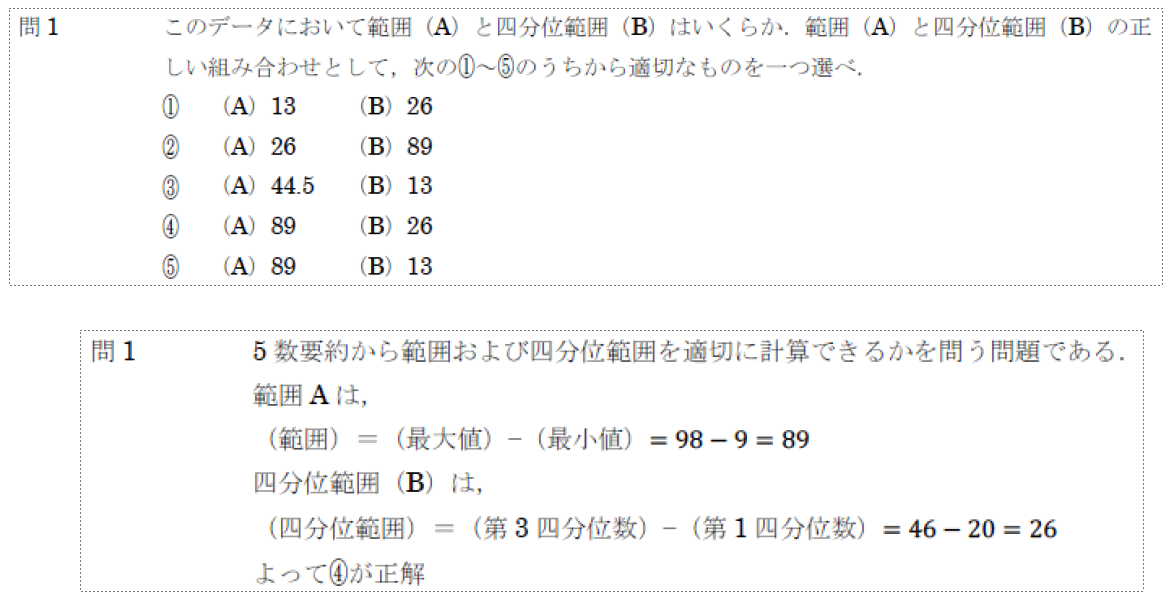 問1 このデータにおいて範囲（A）と四分位範囲（B）はいくらか．範囲（A）と四分位範囲（B）の正
しい組み合わせとして，次の①～⑤のうちから適切なものを一つ選べ．
① （A）13 （B）26
② （A）26 （B）89
③ （A）44.5 （B）13
④ （A）89 （B）26
⑤ （A）89 （B）13
問1 5数要約から範囲および四分位範囲を適切に計算できるかを問う問題である．
範囲Aは，
（範囲）＝（最大値）−（最小値）= 98 − 9 = 89
四分位範囲（B）は，
（四分位範囲）＝（第3四分位数）−（第1四分位数）= 46 − 20 = 26
よって④が正解